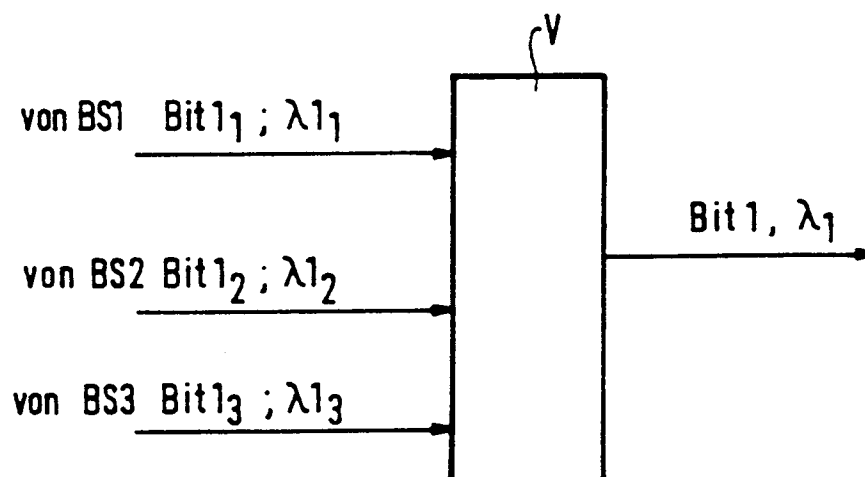 V
von BS1 Bit1₁ ; λ1₁
Bit1, λ₁
von BS2 Bit1₂ ; λ1₂
von BS3 Bit1₃ ; λ1₃